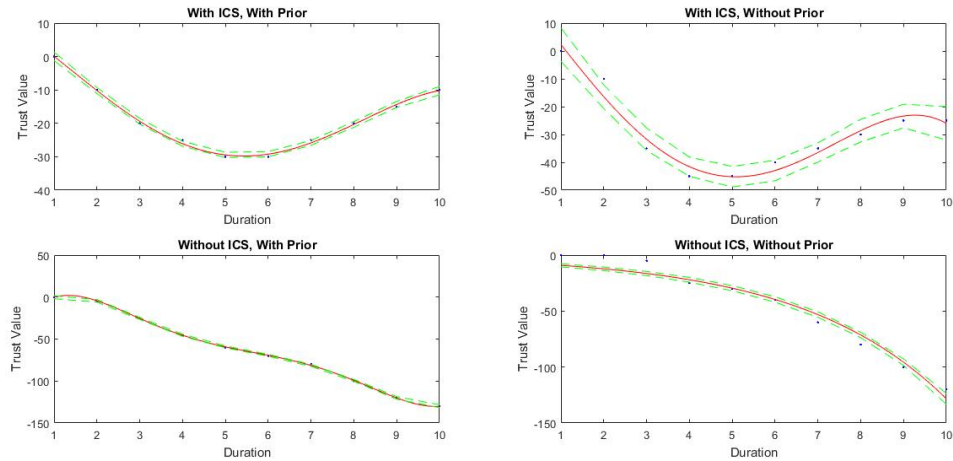 With ICS, With Prior
10
0
-10
-20
-30
-40
Trust Value
1 2 3 4 5 6 7 8 9 10
Duration
With ICS, Without Prior
10
0
-10
-20
-30
-40
-50
Trust Value
1 2 3 4 5 6 7 8 9 10
Duration
Without ICS, With Prior
50
0
-50
-100
-150
Trust Value
1 2 3 4 5 6 7 8 9 10
Duration
Without ICS, Without Prior
0
-50
-100
-150
Trust Value
1 2 3 4 5 6 7 8 9 10
Duration